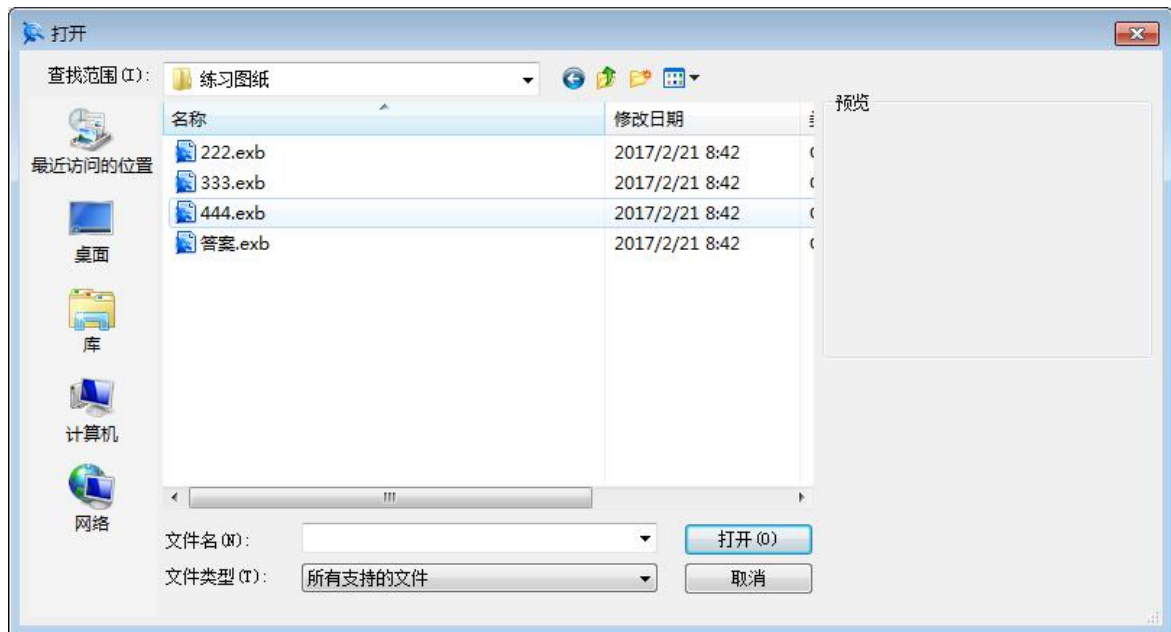 打开
查找范围(I):
练习图纸
名称
修改日期
预览
222.exb
2017/2/21 8:42
333.exb
2017/2/21 8:42
444.exb
2017/2/21 8:42
答案.exb
2017/2/21 8:42
最近访问的位置
桌面
库
计算机
网络
文件名(N):
打开(O)
文件类型(T):
所有支持的文件
取消